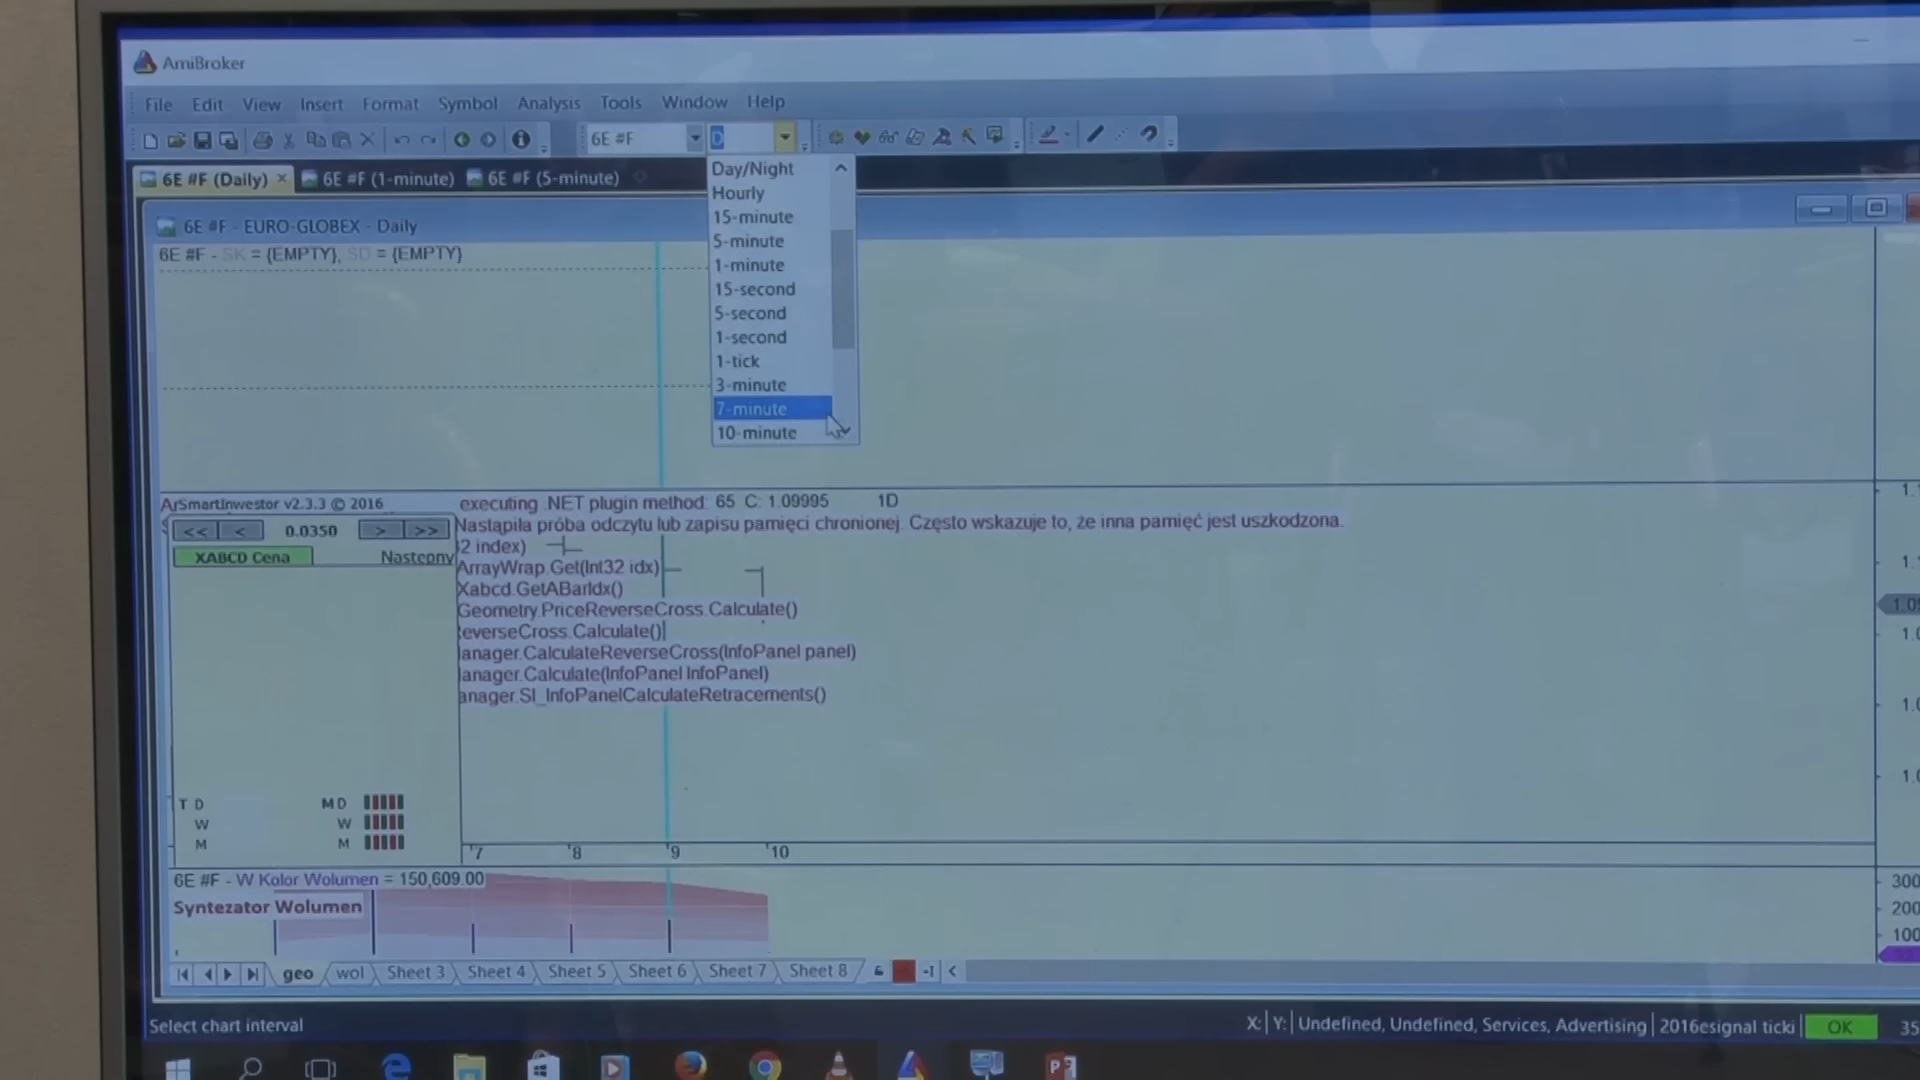 AmiBroker
File Edit View Insert Format Symbol Analysis Tools Window Help
6E #F D
6E #F (Daily) 6E #F (1-minute) 6E #F (5-minute)
Day/Night
Hourly
15-minute
5-minute
1-minute
15-second
5-second
1-second
1-tick
3-minute
7-minute
10-minute
6E #F - EURO-GLOBEX - Daily
6E #F - SK = {EMPTY}, SD = {EMPTY}
ArSmartInwestor v2.3.3 © 2016
executing .NET plugin method: 65 C: 1.09995 1D
Nastąpiła próba odczytu lub zapisu pamięci chronionej. Często wskazuje to, że inna pamięć jest uszkodzona.
<< < 0.0350 > >>
2 index)
XABCD Cena Następny
ArrayWrap.Get(Int32 idx)
Xabcd.GetABarIdx()
Geometry.PriceReverseCross.Calculate()
everseCross.Calculate()
anager.CalculateReverseCross(InfoPanel panel)
anager.Calculate(InfoPanel InfoPanel)
anager.SI_InfoPanelCalculateRetracements()
T D M D
W W
M M
'7 '8 '9 '10
6E #F - W Kolor Wolumen = 150,609.00
Syntezator Wolumen
300
200
100
geo wol Sheet 3 Sheet 4 Sheet 5 Sheet 6 Sheet 7 Sheet 8
Select chart interval
X: Y: Undefined, Undefined, Services, Advertising 2016esignal ticki OK 35